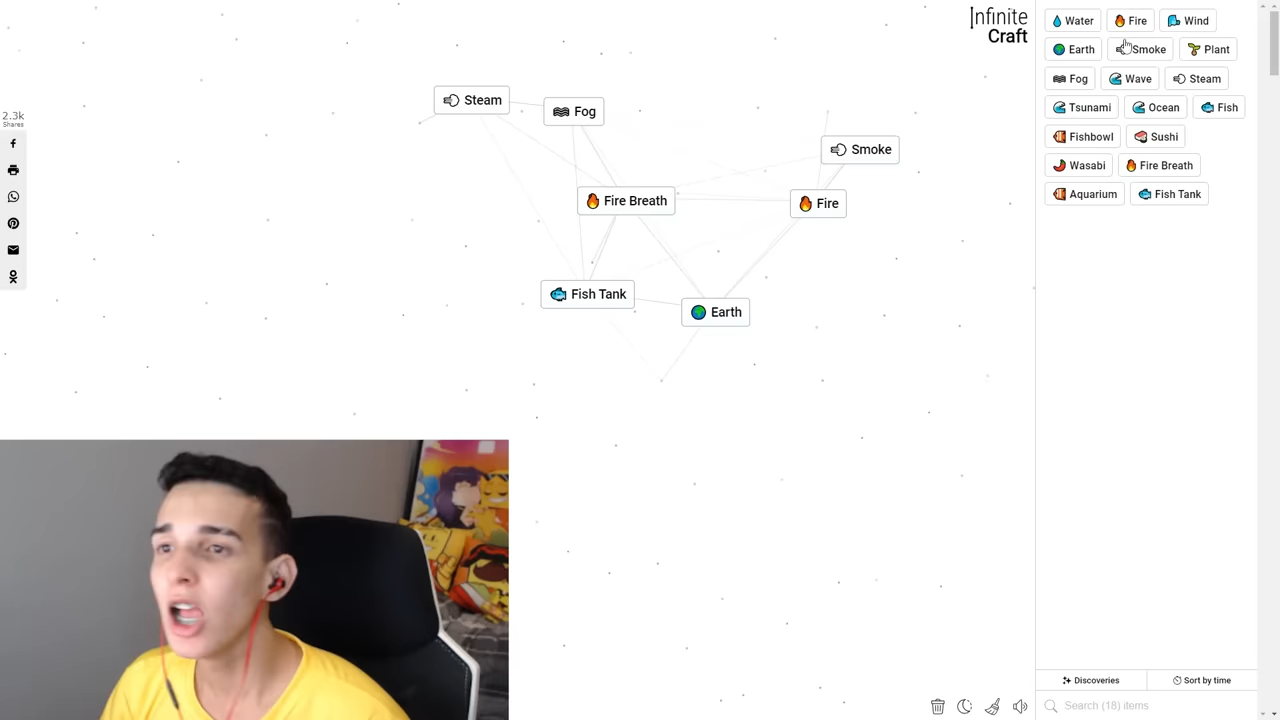 Infinite
Craft
2.3k
Shares
Steam
Fog
Smoke
Fire Breath
Fire
Fish Tank
Earth
Water
Fire
Wind
Earth
Smoke
Plant
Fog
Wave
Steam
Tsunami
Ocean
Fish
Fishbowl
Sushi
Wasabi
Fire Breath
Aquarium
Fish Tank
Discoveries
Sort by time
Search (18) items